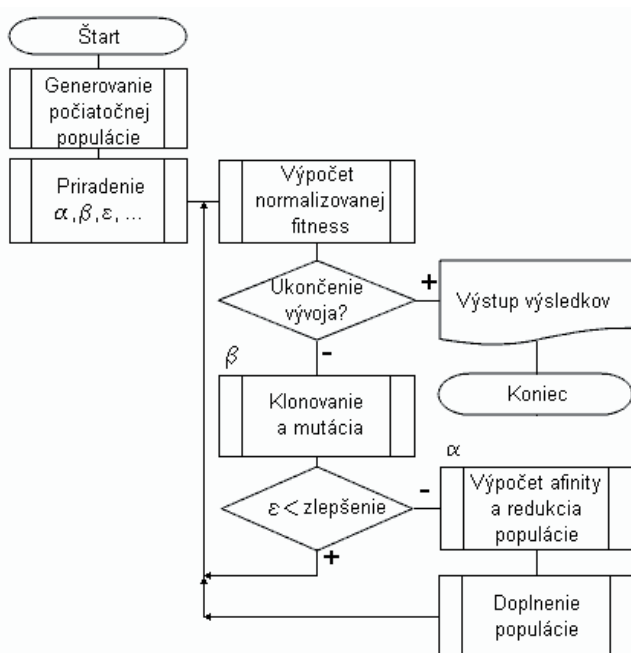 Štart
Generovanie
počiatočnej
populácie
Priradenie
α, β, ε, ...
Výpočet
normalizovanej
fitness
Ukončenie
vývoja?
+
Výstup výsledkov
-
Koniec
β
Klonovanie
a mutácia
α
ε < zlepšenie
-
Výpočet afinity
a redukcia
populácie
+
Doplnenie
populácie